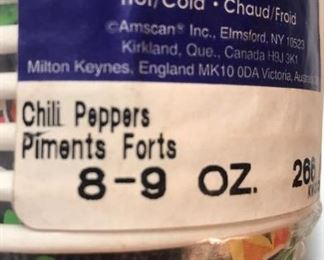 Hot/Cold • Chaud/Froid
©Amscan® Inc., Elmsford, NY 10523
Kirkland, Que., Canada H9J 3K1
Milton Keynes, England MK10 0DA Victoria,
Chili Peppers
Piments Forts
8-9 OZ. 266